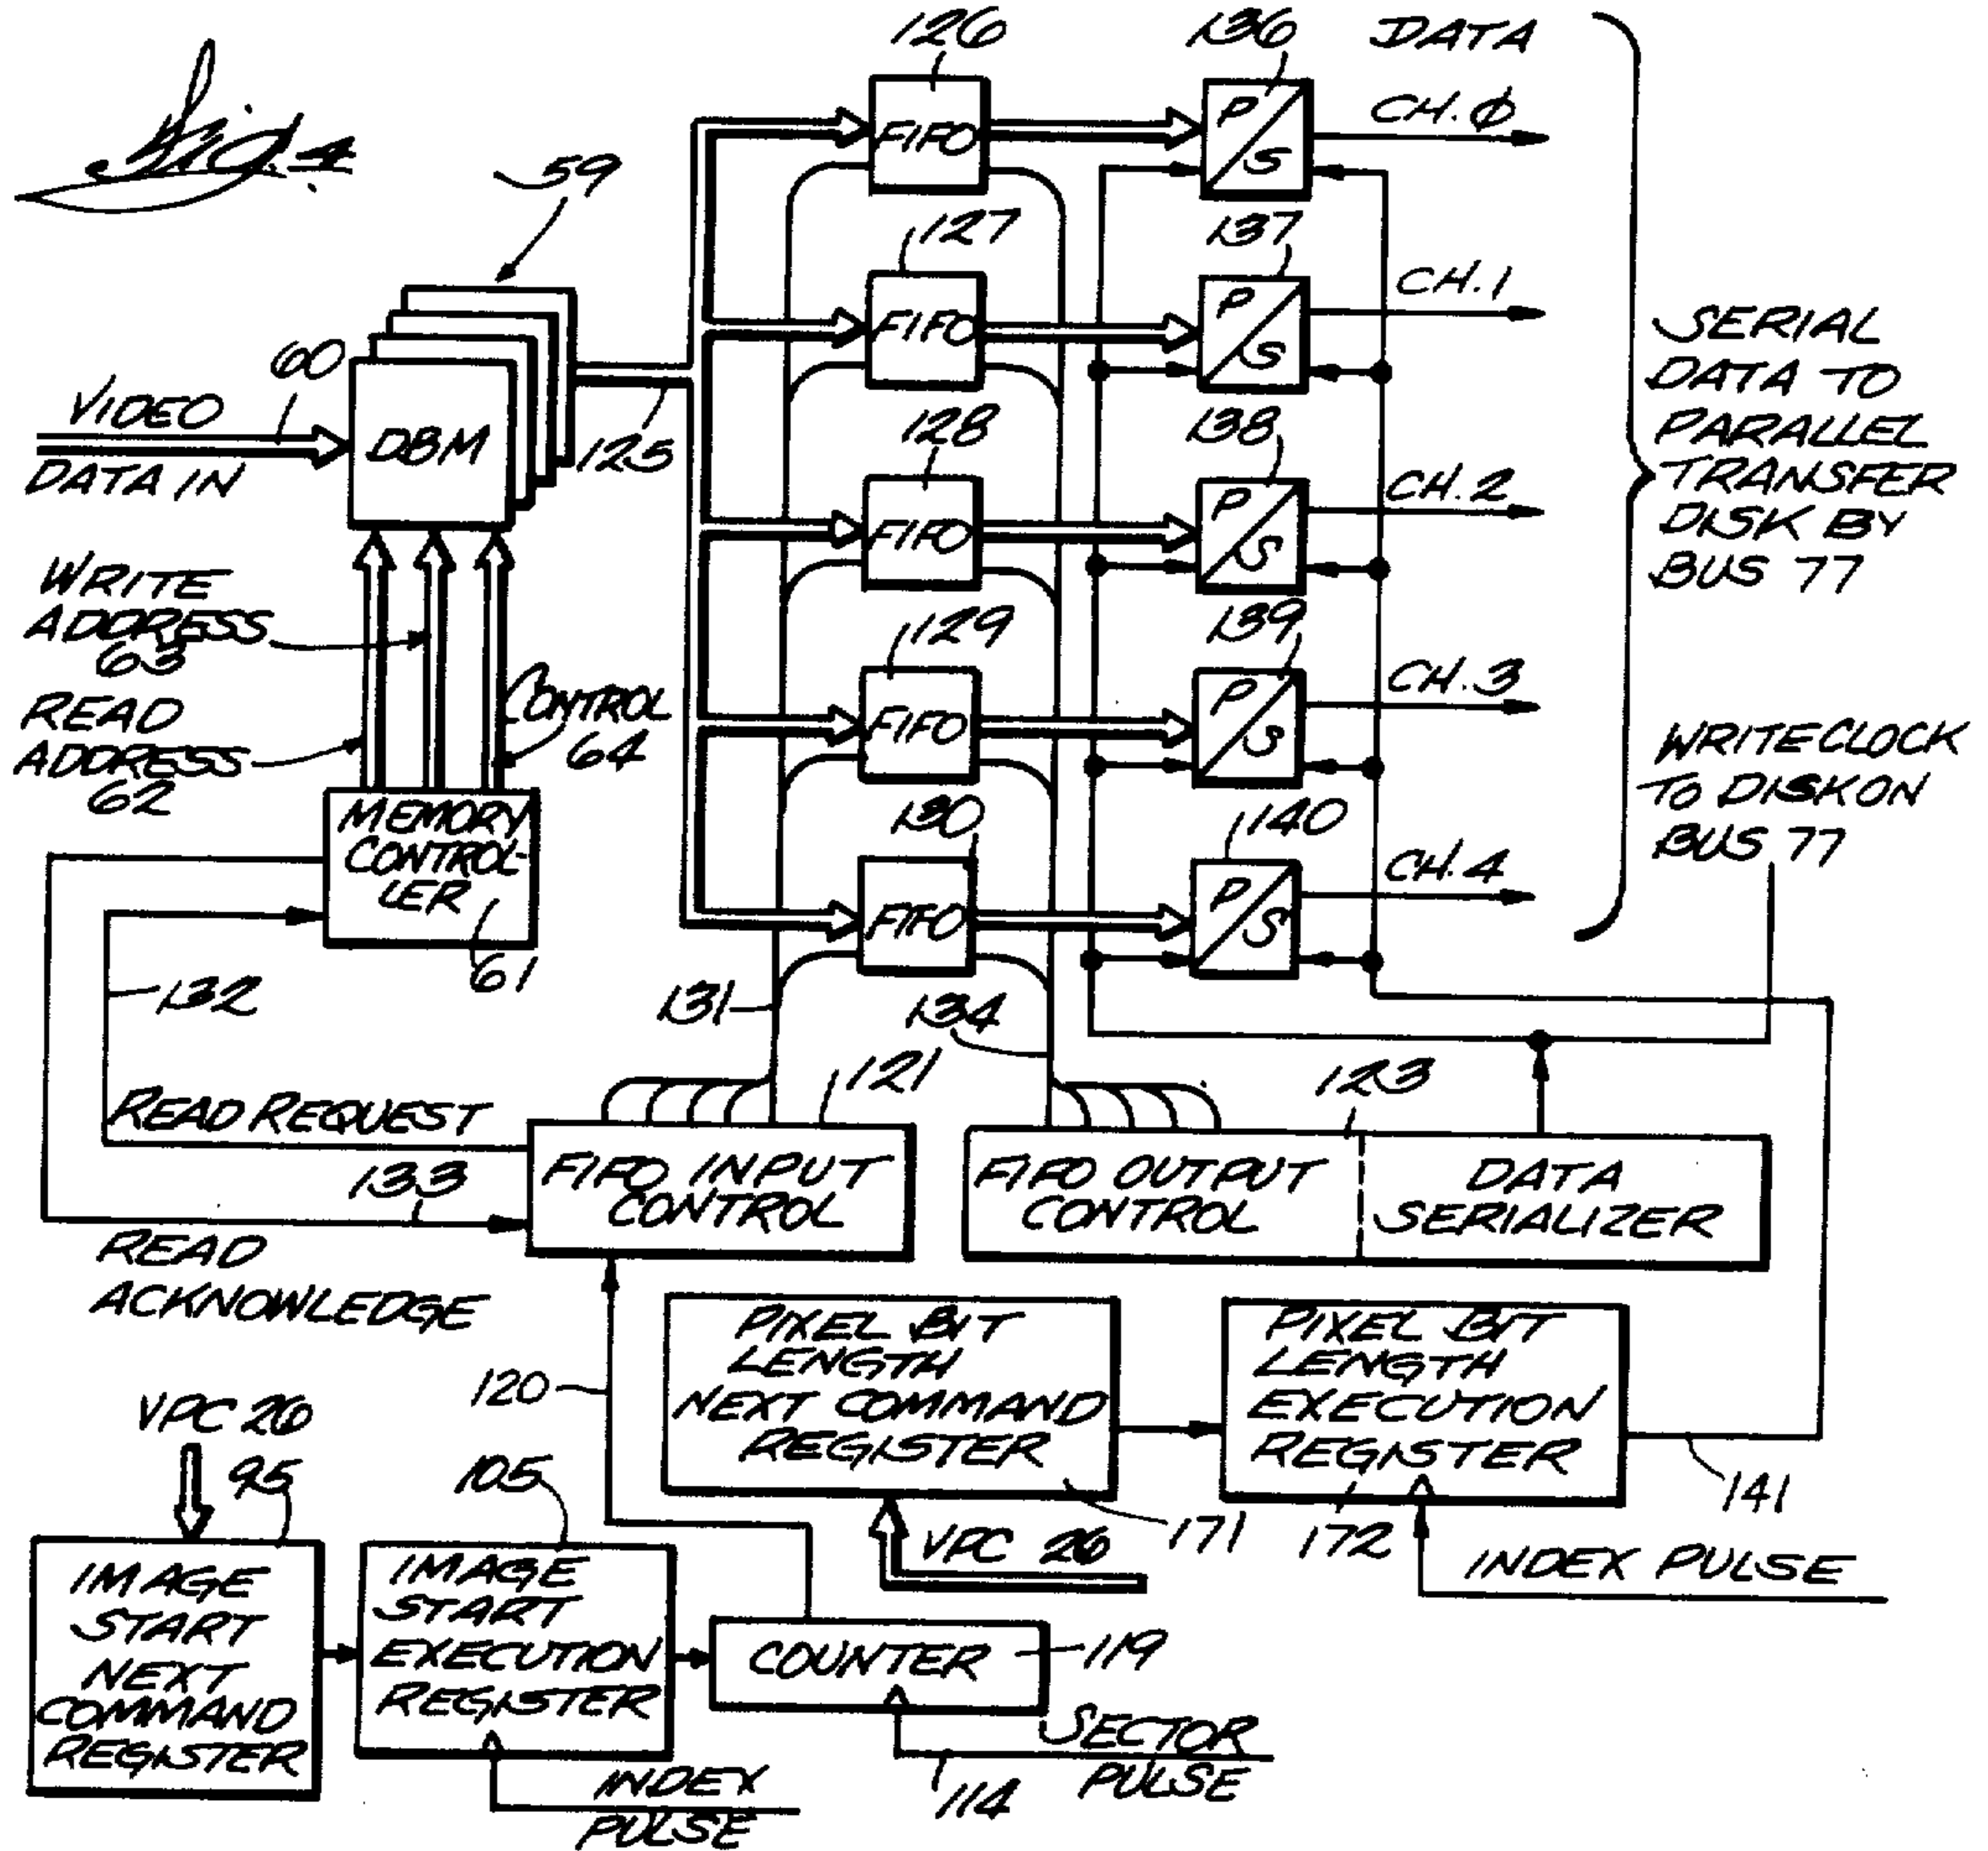 Fig. 4
126
136
DATA
FIFO
P/S
CH. Ø
59
127
137
FIFO
P/S
CH. 1
SERIAL
DATA TO
PARALLEL
TRANSFER
DISK BY
BUS 77
60
VIDEO
DATA IN
DBM
125
128
138
FIFO
P/S
CH. 2
WRITE
ADDRESS
63
READ
ADDRESS
62
CONTROL
64
129
139
FIFO
P/S
CH. 3
WRITE CLOCK
TO DISK ON
BUS 77
MEMORY
CONTROL-
LER
61
130
140
FIFO
P/S
CH. 4
132
131
134
121
123
READ REQUEST
133
READ
ACKNOWLEDGE
FIFO INPUT
CONTROL
FIFO OUTPUT
CONTROL
DATA
SERIALIZER
120
PIXEL BIT
LENGTH
NEXT COMMAND
REGISTER
171
VPC 26
PIXEL BIT
LENGTH
EXECUTION
REGISTER
172
141
INDEX PULSE
VPC 26
95
105
IMAGE
START
NEXT
COMMAND
REGISTER
IMAGE
START
EXECUTION
REGISTER
COUNTER
119
INDEX
PULSE
114
SECTOR
PULSE